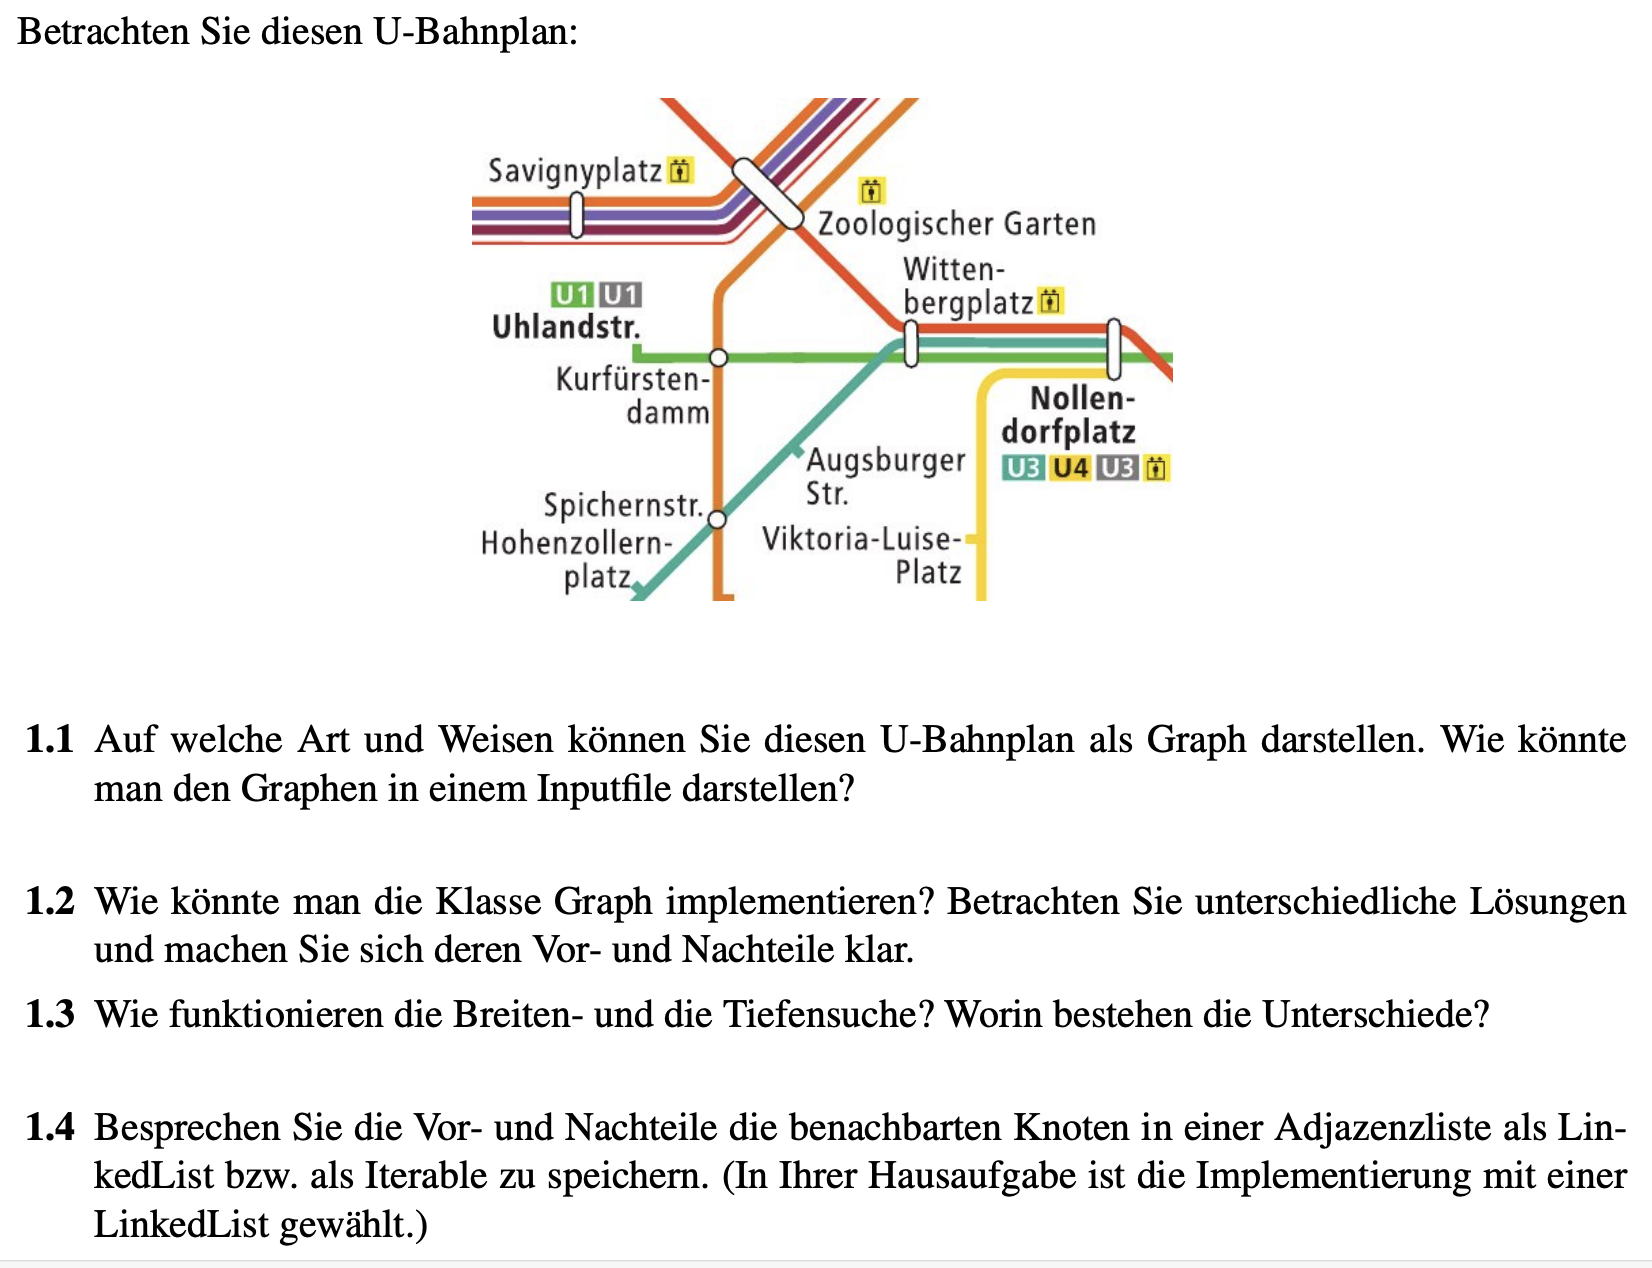 Betrachten Sie diesen U-Bahnplan:
Savignyplatz
Zoologischer Garten
Witten-
bergplatz
U1 U1
Uhlandstr.
Kurfürsten-
damm
Nollen-
dorfplatz
U3 U4 U3
Augsburger
Str.
Spichernstr.
Hohenzollern-
platz
Viktoria-Luise-
Platz
1.1 Auf welche Art und Weisen können Sie diesen U-Bahnplan als Graph darstellen. Wie könnte
man den Graphen in einem Inputfile darstellen?
1.2 Wie könnte man die Klasse Graph implementieren? Betrachten Sie unterschiedliche Lösungen
und machen Sie sich deren Vor- und Nachteile klar.
1.3 Wie funktionieren die Breiten- und die Tiefensuche? Worin bestehen die Unterschiede?
1.4 Besprechen Sie die Vor- und Nachteile die benachbarten Knoten in einer Adjazenzliste als Lin-
kedList bzw. als Iterable zu speichern. (In Ihrer Hausaufgabe ist die Implementierung mit einer
LinkedList gewählt.)